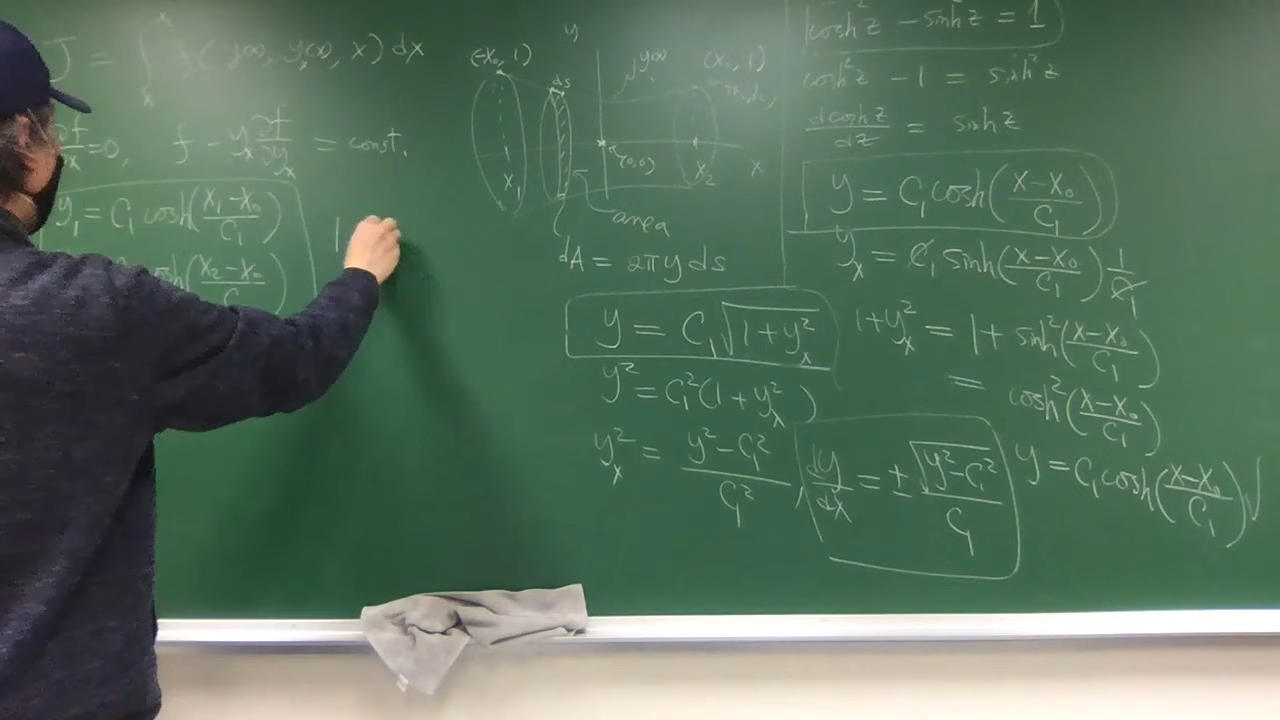 J = ∫ f(y(x), y_x(x), x) dx
∂f/∂x = 0, f - y_x ∂f/∂y_x = const.
y_1 = C_1 cosh((x_1 - x_0)/C_1)
cosh((x_2 - x_0)/C
1
y
(-x_0, 1)
ds
y(x)
(x_0, 1)
(0,0)
x
x_1
x_2
area
dA = 2πy ds
y = C_1 √(1 + y_x^2)
y^2 = C_1^2 (1 + y_x^2)
y_x^2 = (y^2 - C_1^2)/C_1^2, dy/dx = ± √(y^2 - C_1^2)/C_1
cosh^2 z - sinh^2 z = 1
cosh^2 z - 1 = sinh^2 z
d cosh z/dz = sinh z
y = C_1 cosh((x - x_0)/C_1)
y_x = C_1 sinh((x - x_0)/C_1) 1/C_1
1 + y_x^2 = 1 + sinh^2((x - x_0)/C_1)
= cosh^2((x - x_0)/C_1)
y = C_1 cosh((x - x_0)/C_1) √